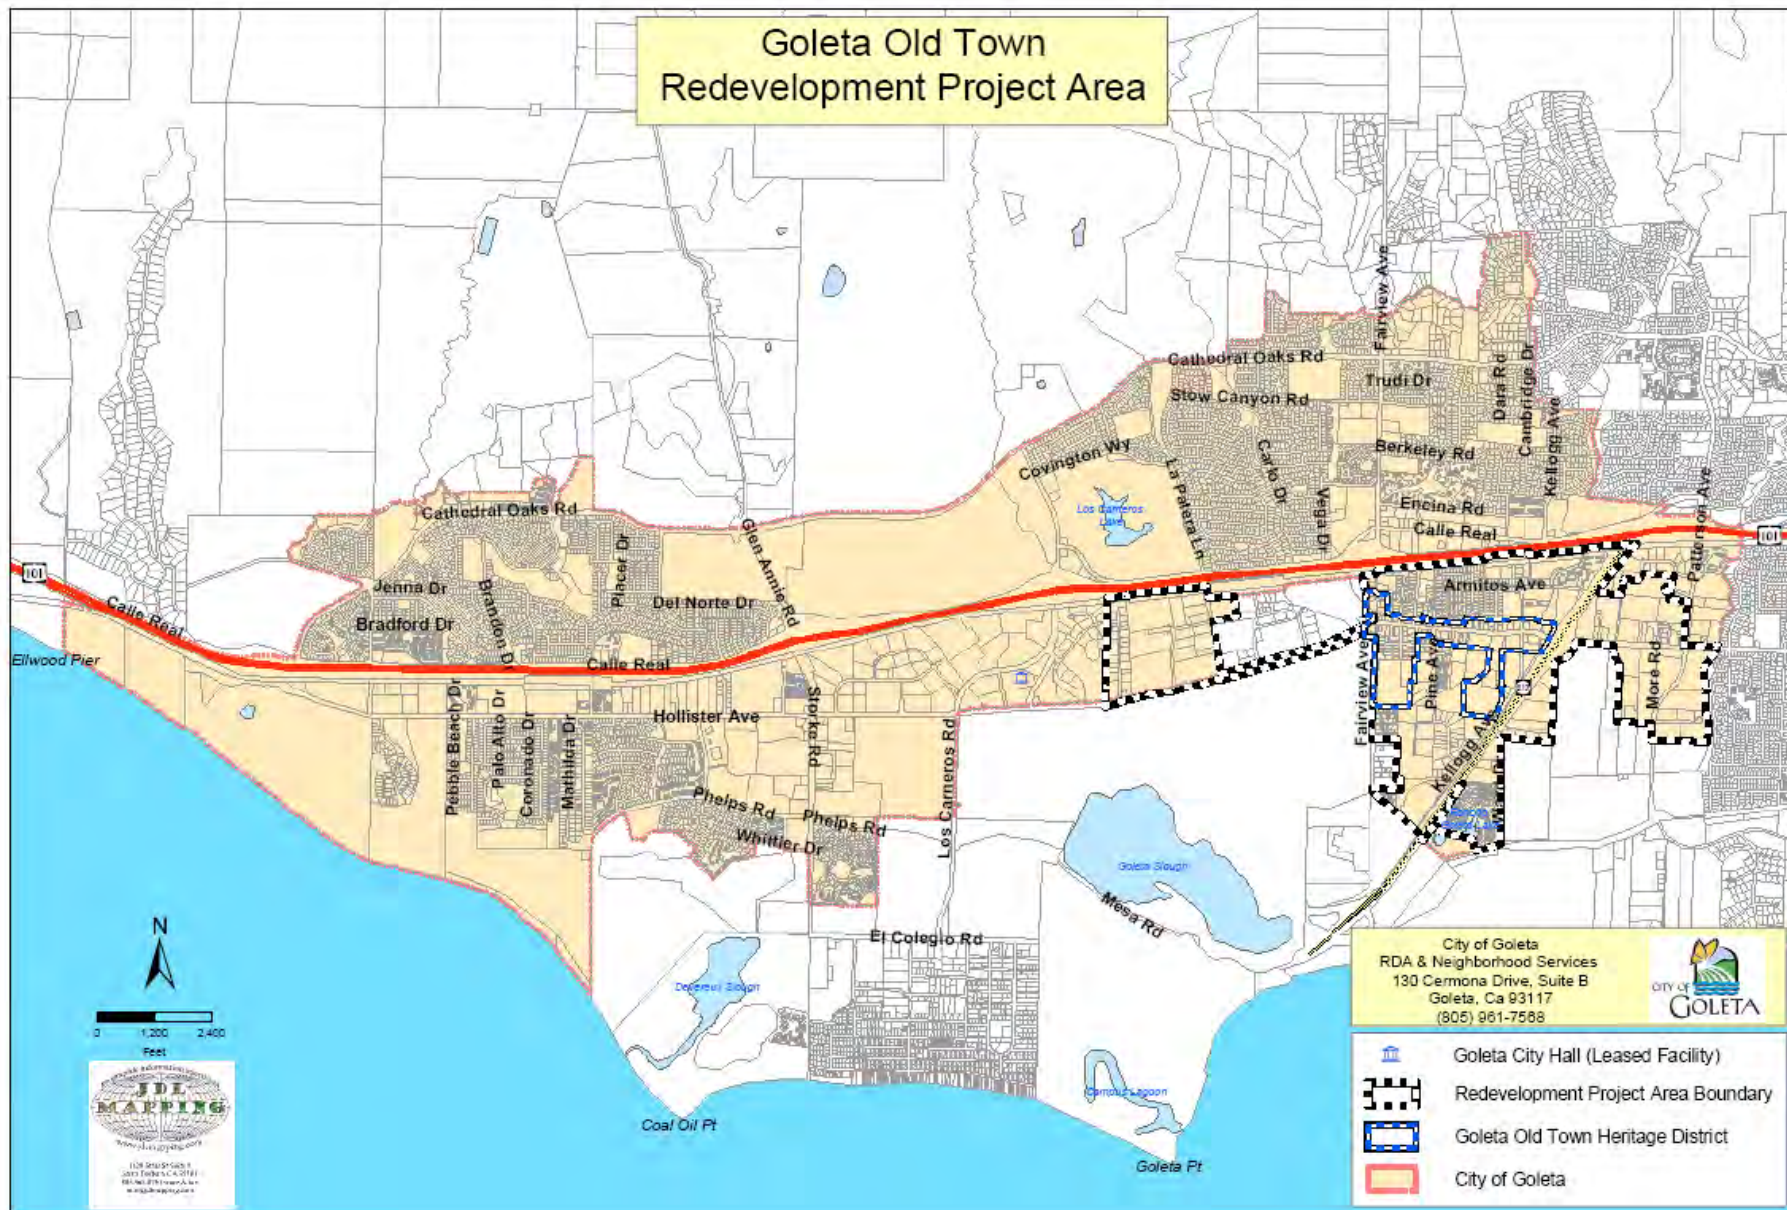 Goleta Old Town
Redevelopment Project Area
Fairview Ave
Cathedral Oaks Rd
Trudi Dr
Dara Rd
Cambridge Dr
Stow Canyon Rd
Kellogg Ave
Covington Wy
Berkeley Rd
Carlo Dr
La Patera Ln
Vega Dr
Encina Rd
Patterson Ave
Los Carneros
Lake
Calle Real
101
Cathedral Oaks Rd
Glen Annie Rd
Placer Dr
101
Jenna Dr
Brandon Dr
Del Norte Dr
Armitos Ave
Calle Real
Bradford Dr
Calle Real
Ellwood Pier
Fairview Ave
Pine Ave
More Rd
Pebble Beach Dr
Palo Alto Dr
Coronado Dr
Mathilda Dr
Hollister Ave
Storke Rd
Los Carneros Rd
Kellogg Ave
Phelps Rd
Phelps Rd
Whittier Dr
Goleta Slough
Mesa Rd
El Colegio Rd
Devereux Slough
Campus Lagoon
Coal Oil Pt
Goleta Pt
N
0 1,200 2,400
Feet
JDL
MAPPING
City of Goleta
RDA & Neighborhood Services
130 Cermona Drive, Suite B
Goleta, Ca 93117
(805) 961-7568
CITY OF
GOLETA
Goleta City Hall (Leased Facility)
Redevelopment Project Area Boundary
Goleta Old Town Heritage District
City of Goleta